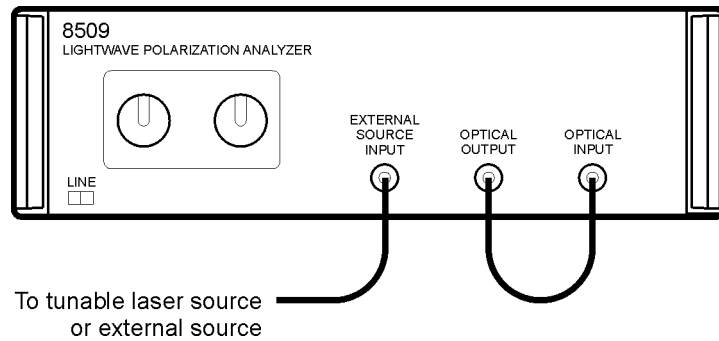 8509
LIGHTWAVE POLARIZATION ANALYZER
EXTERNAL
SOURCE
INPUT
OPTICAL
OUTPUT
OPTICAL
INPUT
LINE
To tunable laser source
or external source